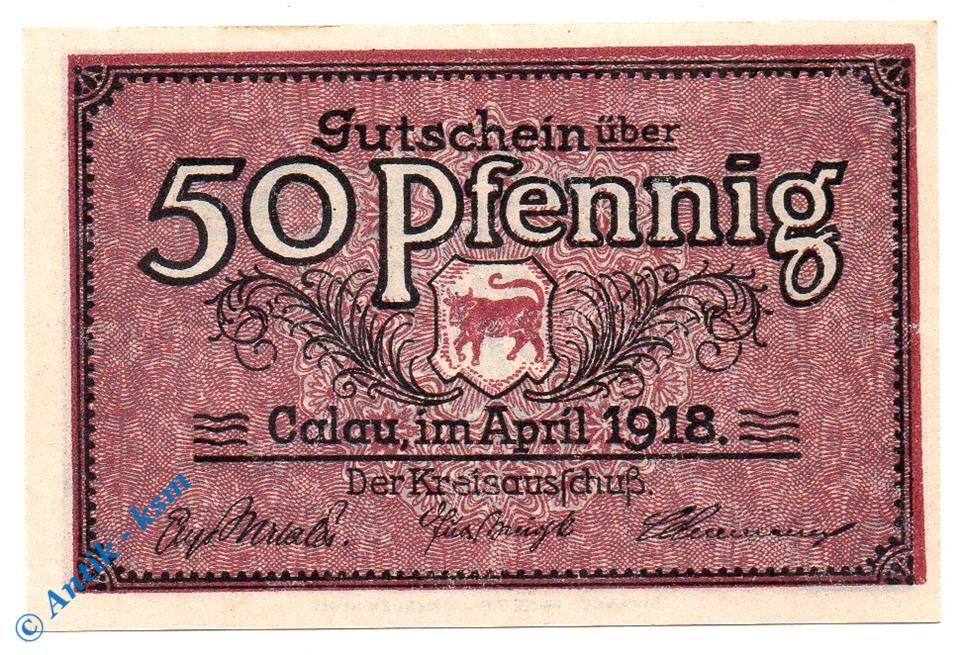 Gutschein über
50 Pfennig
Calau, im April 1918.
Der Kreisausſchuß.
© Antik - ksm